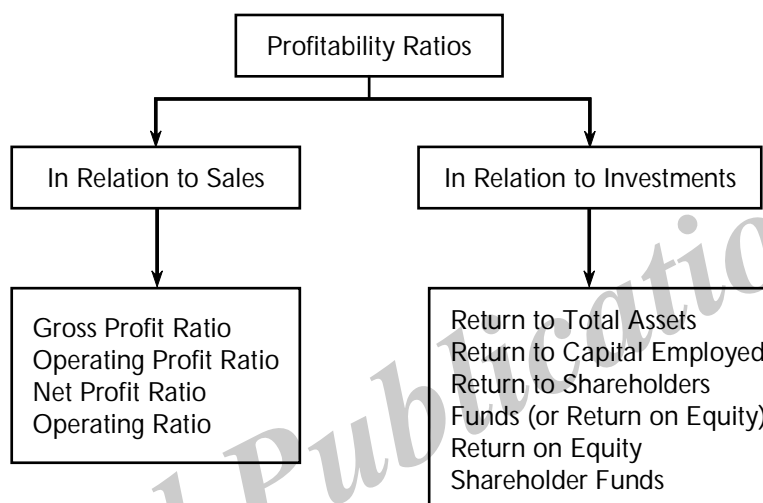 Profitability Ratios
In Relation to Sales
In Relation to Investments
Gross Profit Ratio
Operating Profit Ratio
Net Profit Ratio
Operating Ratio
Return to Total Assets
Return to Capital Employed
Return to Shareholders
Funds (or Return on Equity)
Return on Equity
Shareholder Funds